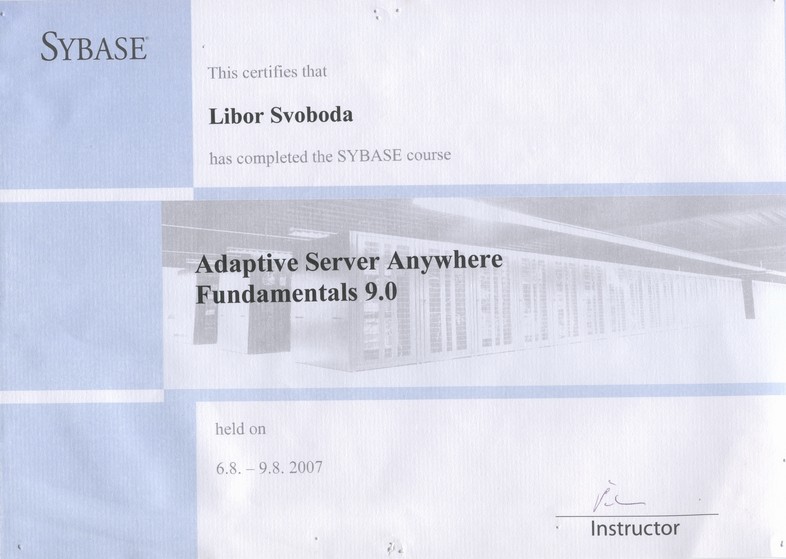 SYBASE®
This certifies that
Libor Svoboda
has completed the SYBASE course
Adaptive Server Anywhere
Fundamentals 9.0
held on
6.8. – 9.8. 2007
Instructor